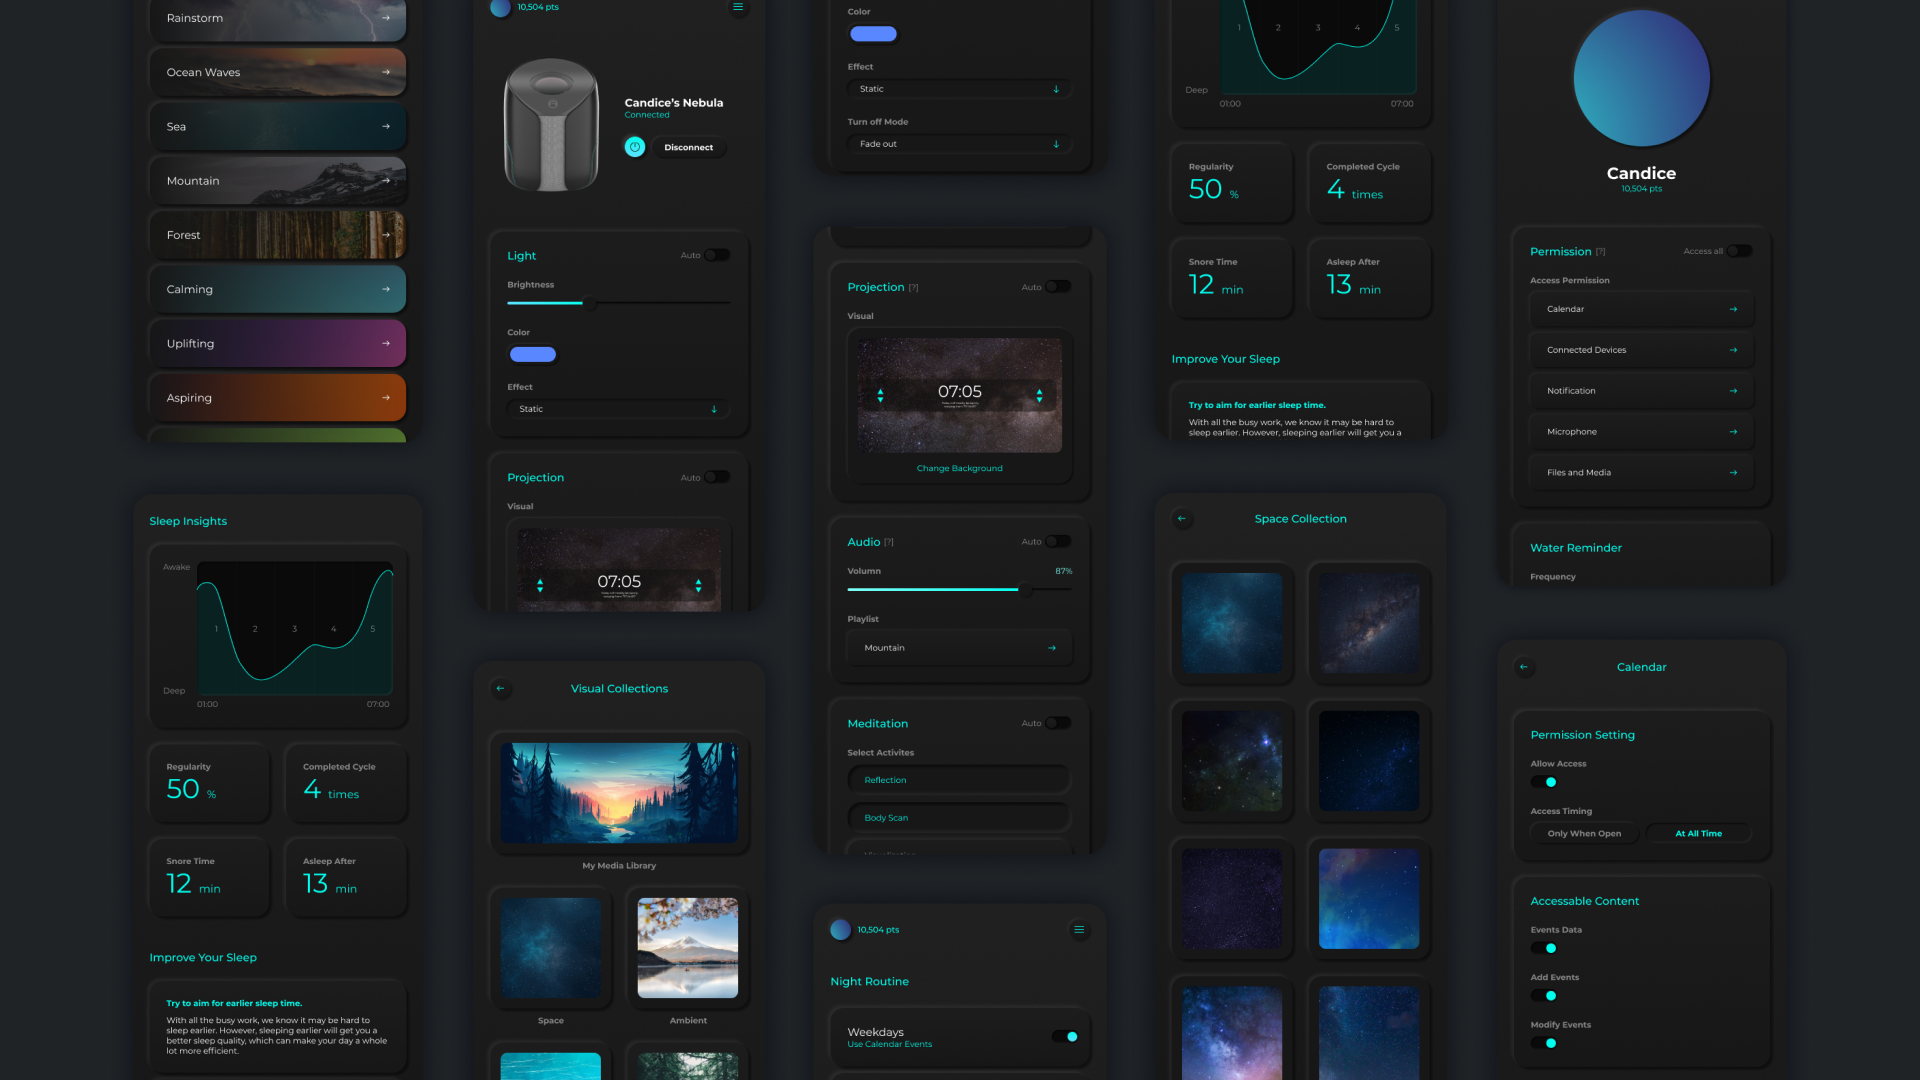 Rainstorm
Ocean Waves
Sea
Mountain
Forest
Calming
Uplifting
Aspiring
Sleep Insights
Awake
1
2
3
4
5
Deep
01:00
07:00
Regularity
50 %
Completed Cycle
4 times
Snore Time
12 min
Asleep After
13 min
Improve Your Sleep
Try to aim for earlier sleep time.
With all the busy work, we know it may be hard to
sleep earlier. However, sleeping earlier will get you a
better sleep quality, which can make your day a whole
lot more efficient.
10,504 pts
Candice's Nebula
Connected
Disconnect
Light
Auto
Brightness
Color
Effect
Static
Projection
Auto
Visual
07:05
Visual Collections
My Media Library
Space
Ambient
Color
Effect
Static
Turn off Mode
Fade out
Projection [?]
Auto
Visual
07:05
Change Background
Audio [?]
Auto
Volumn
87%
Playlist
Mountain
Meditation
Auto
Select Activites
Reflection
Body Scan
10,504 pts
Night Routine
Weekdays
Use Calendar Events
1
2
3
4
5
Deep
01:00
07:00
Regularity
50 %
Completed Cycle
4 times
Snore Time
12 min
Asleep After
13 min
Improve Your Sleep
Try to aim for earlier sleep time.
With all the busy work, we know it may be hard to
sleep earlier. However, sleeping earlier will get you a
Space Collection
Candice
10,504 pts
Permission [?]
Access all
Access Permission
Calendar
Connected Devices
Notification
Microphone
Files and Media
Water Reminder
Frequency
Calendar
Permission Setting
Allow Access
Access Timing
Only When Open
At All Time
Accessable Content
Events Data
Add Events
Modify Events